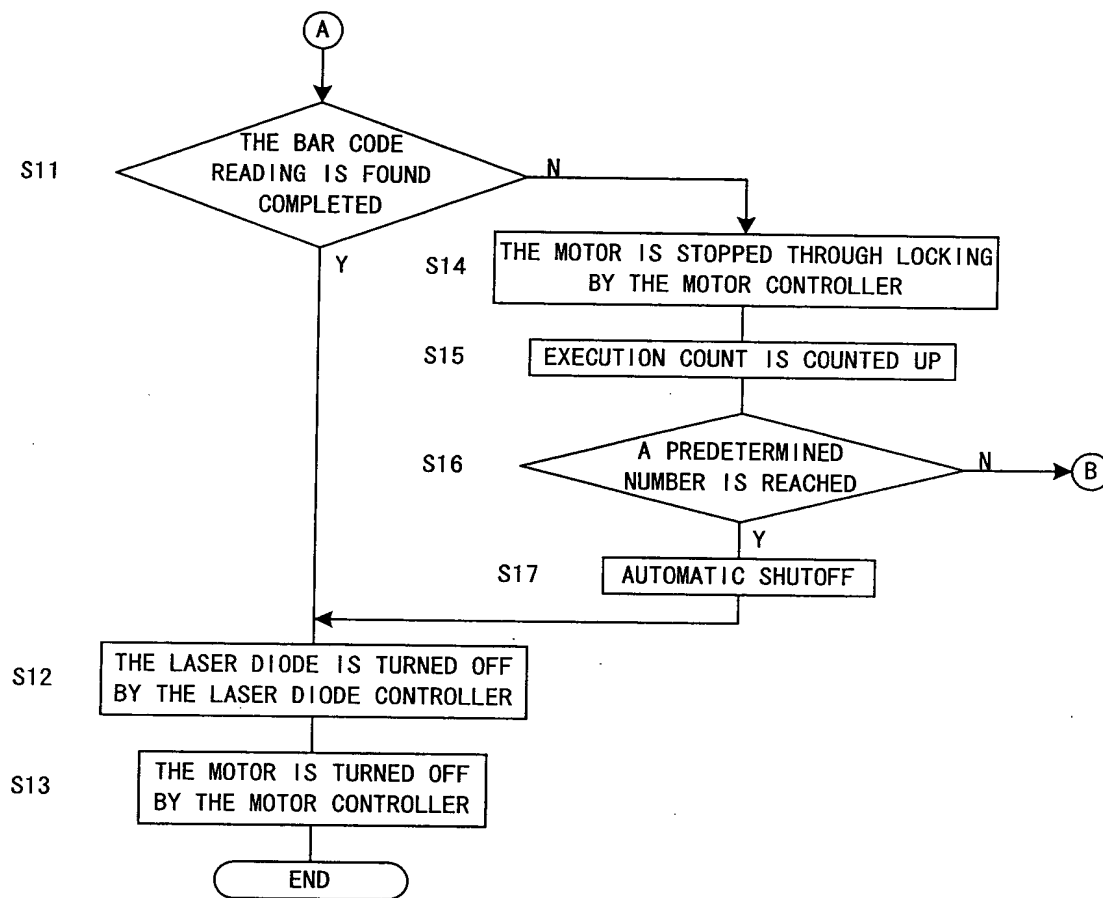 A
S11
THE BAR CODE
READING IS FOUND
COMPLETED
N
Y
S14
THE MOTOR IS STOPPED THROUGH LOCKING
BY THE MOTOR CONTROLLER
S15
EXECUTION COUNT IS COUNTED UP
S16
A PREDETERMINED
NUMBER IS REACHED
N
B
Y
S17
AUTOMATIC SHUTOFF
S12
THE LASER DIODE IS TURNED OFF
BY THE LASER DIODE CONTROLLER
S13
THE MOTOR IS TURNED OFF
BY THE MOTOR CONTROLLER
END